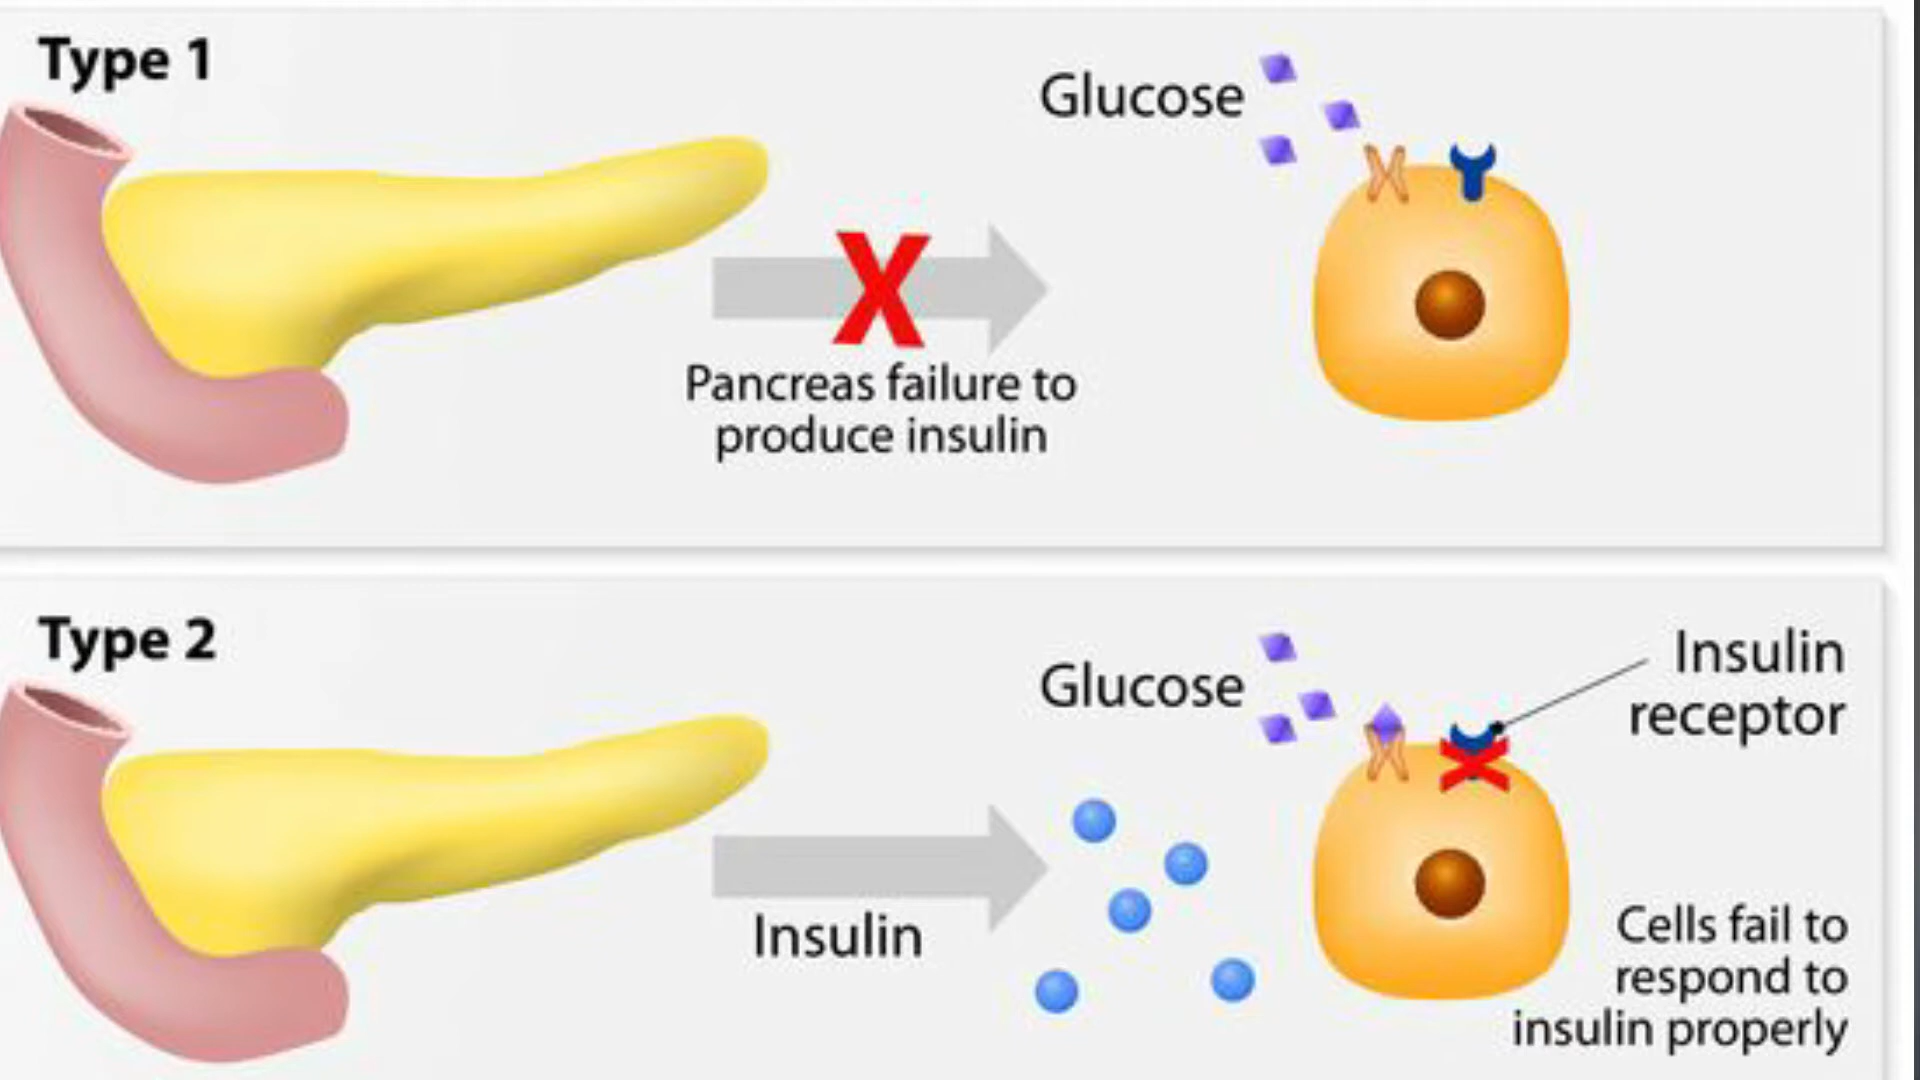 Type 1
Glucose
X
Pancreas failure to
produce insulin
Type 2
Glucose
Insulin
receptor
Insulin
Cells fail to
respond to
insulin properly